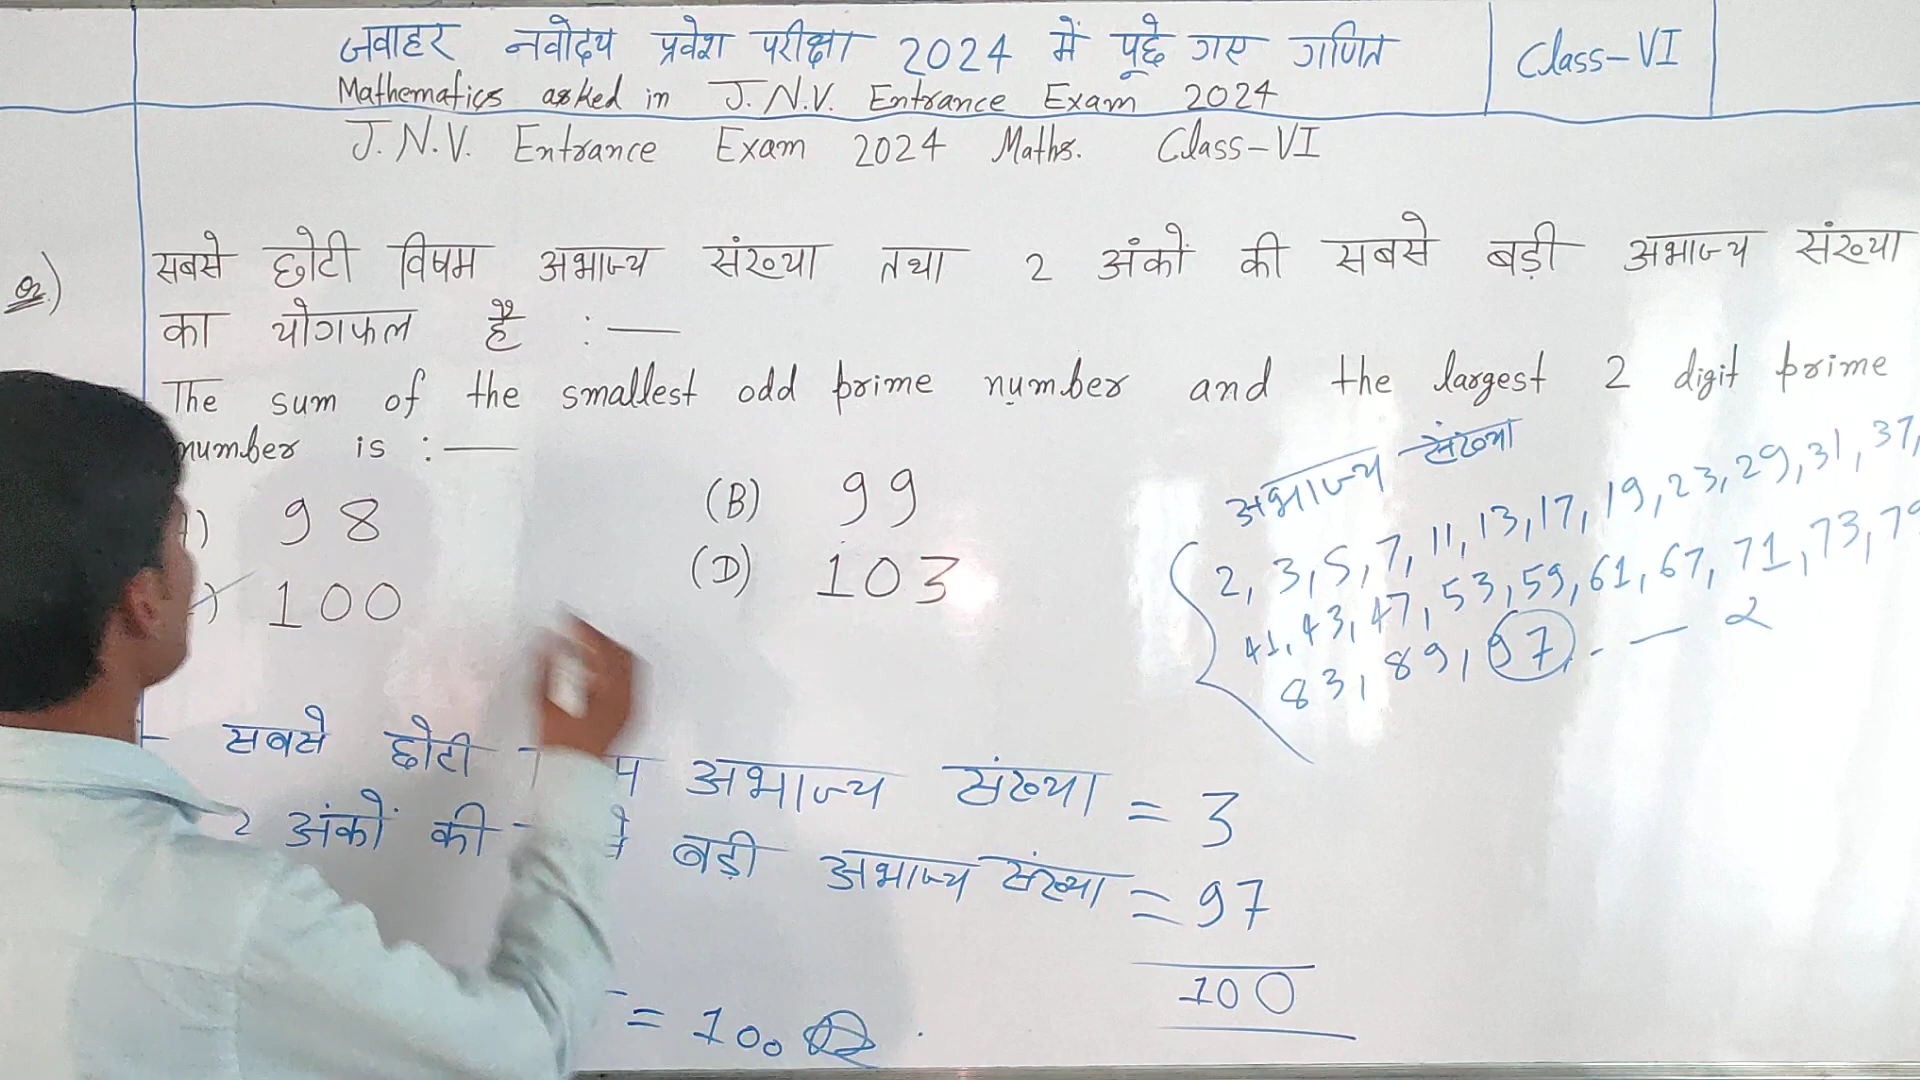 जवाहर नवोदय प्रवेश परीक्षा 2024 में पूछे गए गणित
Class-VI
Mathematics asked in J.N.V. Entrance Exam 2024
J.N.V. Entrance Exam 2024 Maths. Class-VI
Q.) सबसे छोटी विषम अभाज्य संख्या तथा 2 अंकों की सबसे बड़ी अभाज्य संख्या
का योगफल है :—
The sum of the smallest odd prime number and the largest 2 digit prime
number is :—
98
(B) 99
100
(D) 103
अभाज्य संख्या
2, 3, 5, 7, 11, 13, 17, 19, 23, 29, 31, 37,
41, 43, 47, 53, 59, 61, 67, 71, 73, 79
83, 89, 97, - — 2
सबसे छोटी अभाज्य संख्या = 3
2 अंकों की बड़ी अभाज्य संख्या = 97
100
= 100